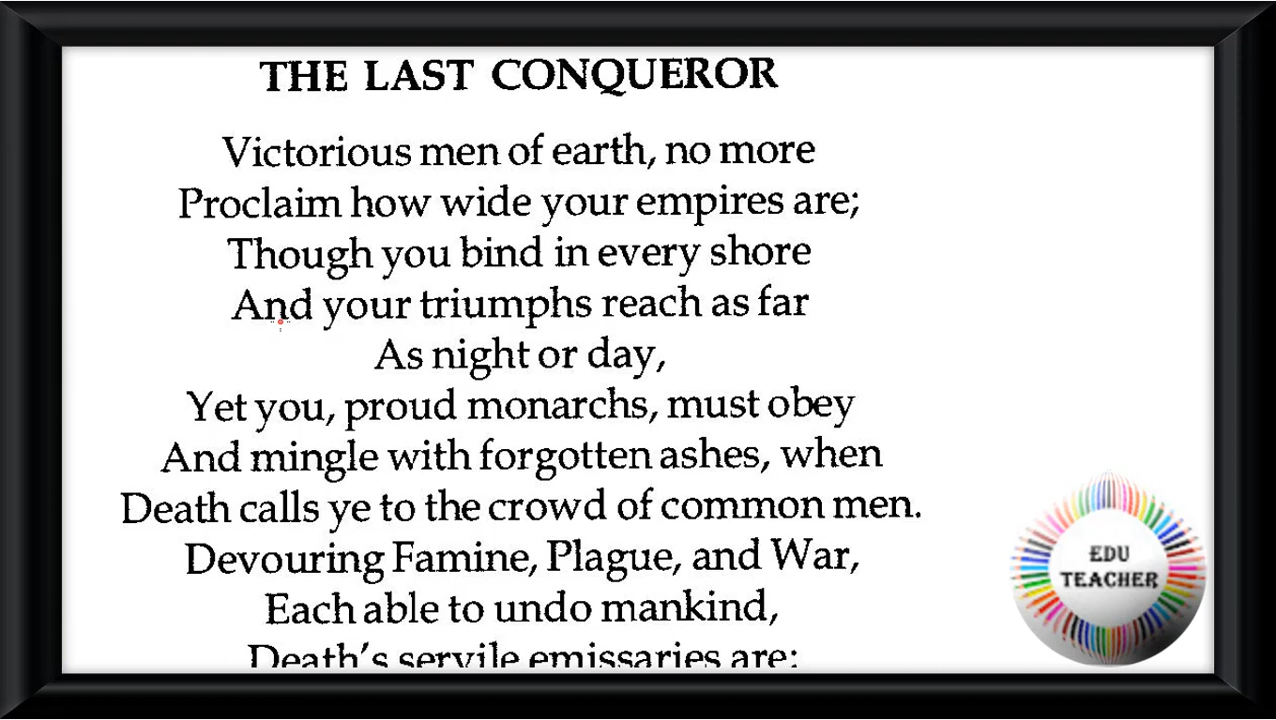 THE LAST CONQUEROR
Victorious men of earth, no more
Proclaim how wide your empires are;
Though you bind in every shore
And your triumphs reach as far
As night or day,
Yet you, proud monarchs, must obey
And mingle with forgotten ashes, when
Death calls ye to the crowd of common men.
Devouring Famine, Plague, and War,
Each able to undo mankind,
Death's servile emissaries are;
EDU
TEACHER